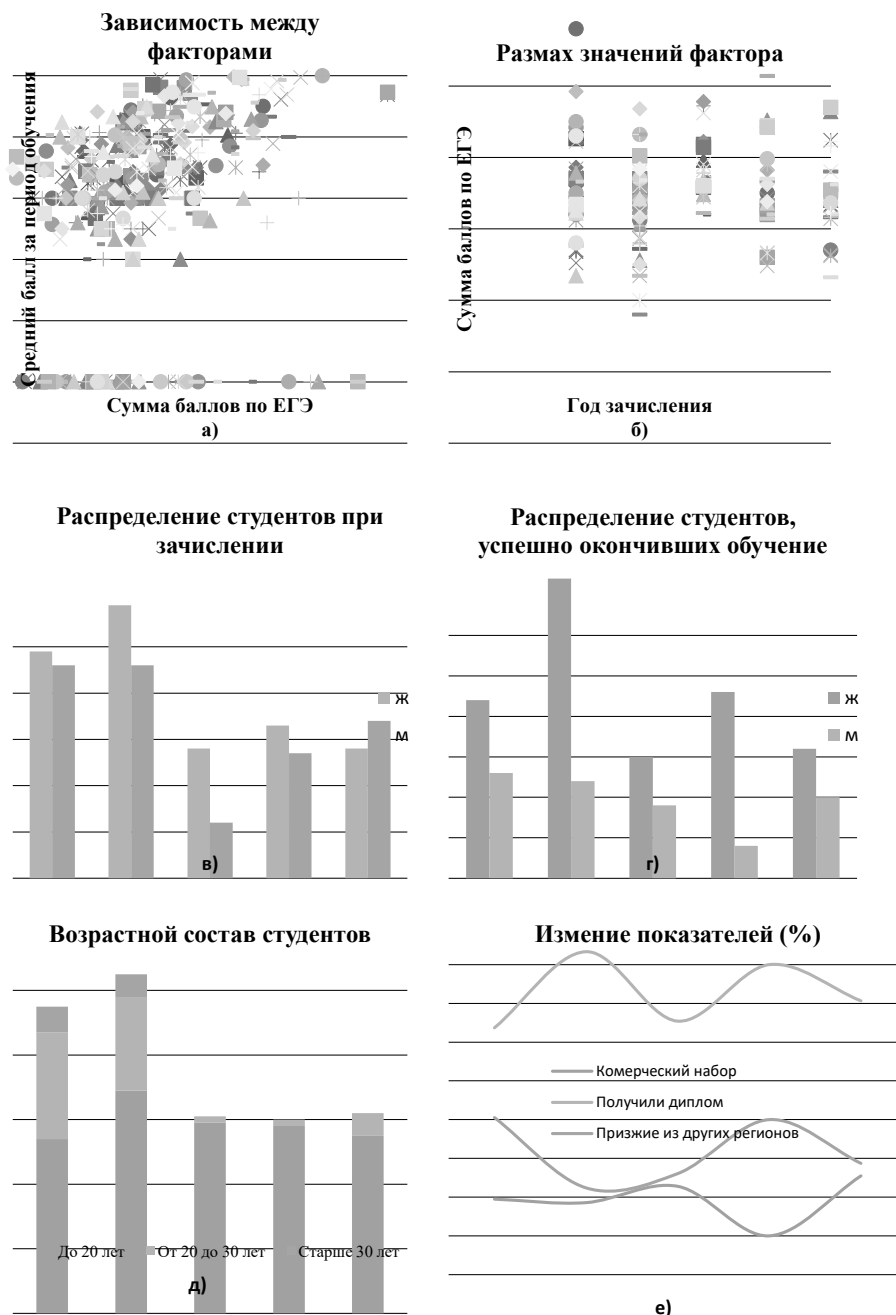 Зависимость между
факторами
Средний балл за период обучения
Сумма баллов по ЕГЭ
а)
Размах значений фактора
Сумма баллов по ЕГЭ
Год зачисления
б)
Распределение студентов при
зачислении
Ж
М
в)
Распределение студентов,
успешно окончивших обучение
Ж
М
г)
Возрастной состав студентов
До 20 лет От 20 до 30 лет Старше 30 лет
д)
Измение показателей (%)
Комерческий набор
Получили диплом
Призжие из других регионов
е)